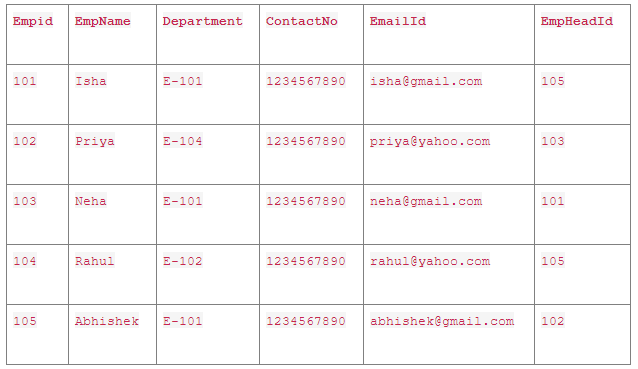 Empid EmpName Department ContactNo EmailId EmpHeadId
101 Isha E-101 1234567890 isha@gmail.com 105
102 Priya E-104 1234567890 priya@yahoo.com 103
103 Neha E-101 1234567890 neha@gmail.com 101
104 Rahul E-102 1234567890 rahul@yahoo.com 105
105 Abhishek E-101 1234567890 abhishek@gmail.com 102